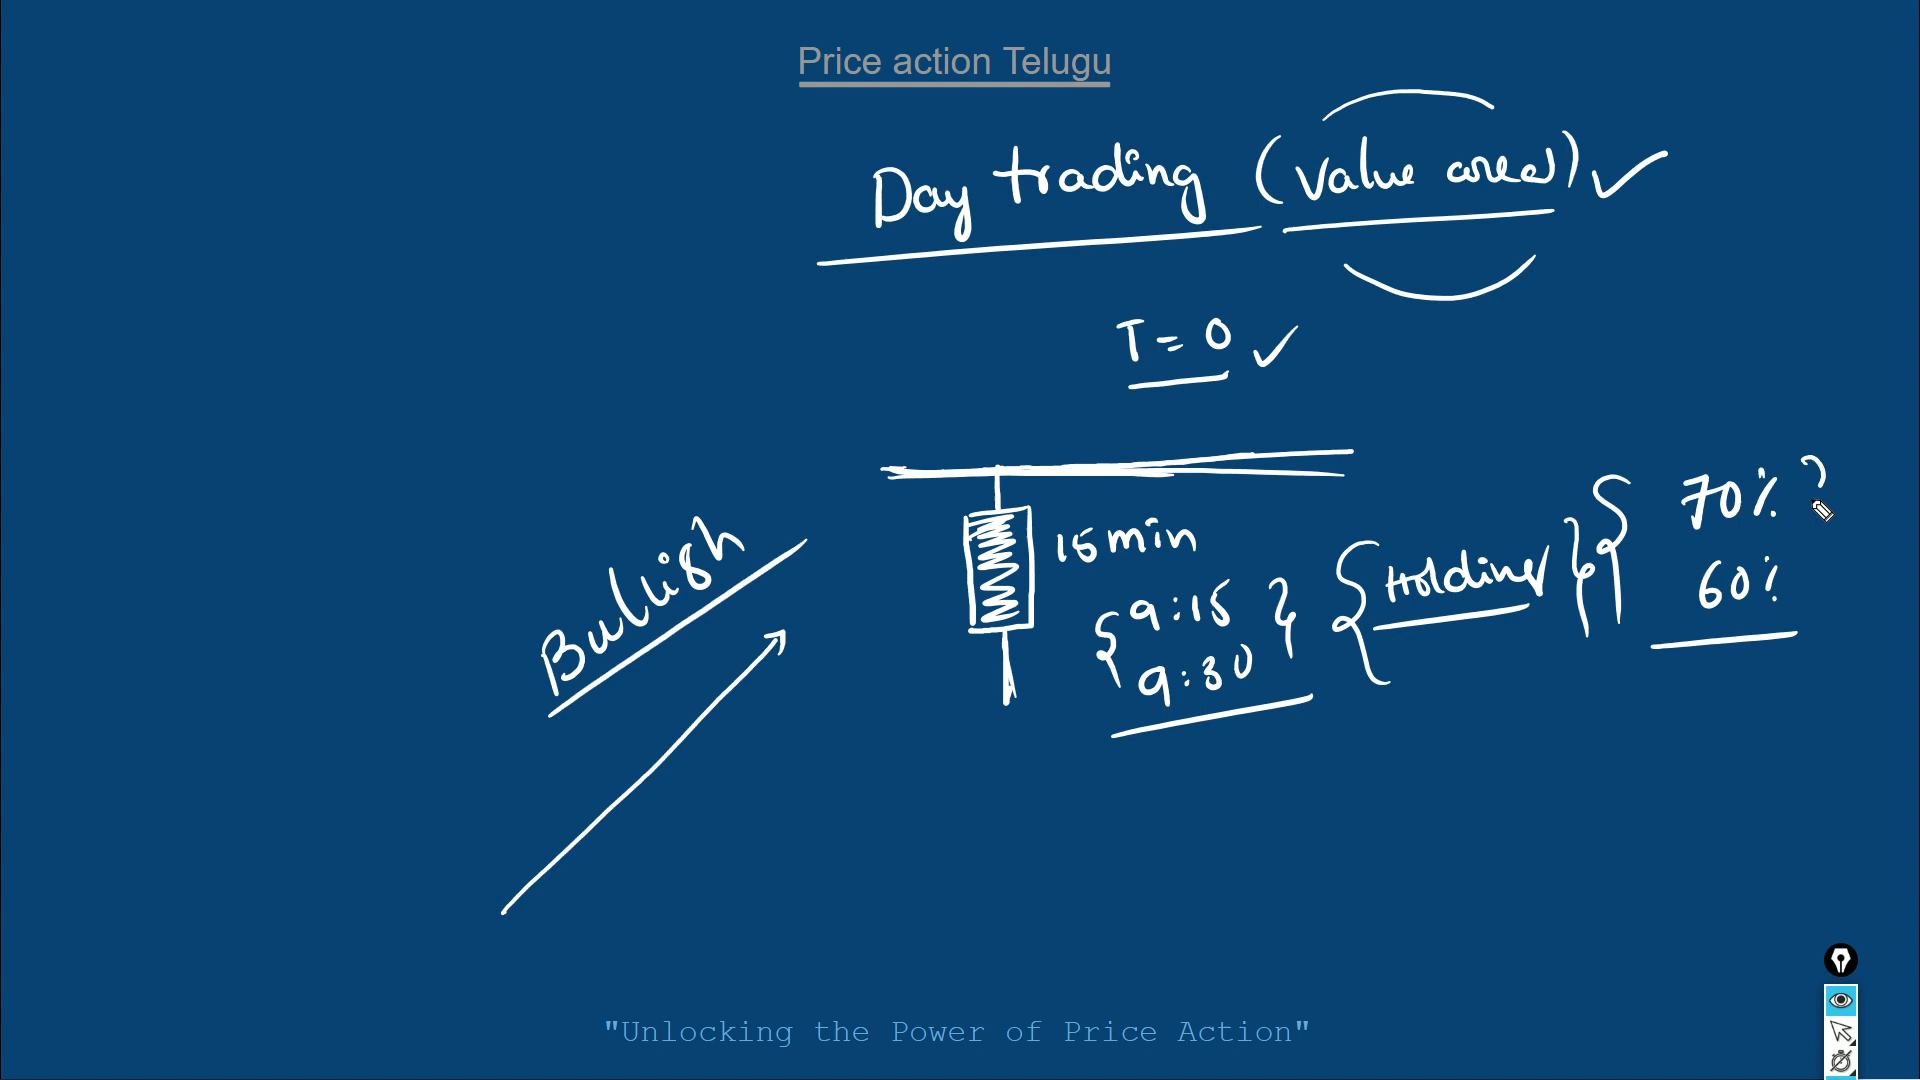 Price action Telugu
Day trading (value area)
T = 0
Bullish
15 min
9:15
9:30
Holding
70% ?
60%
"Unlocking the Power of Price Action"